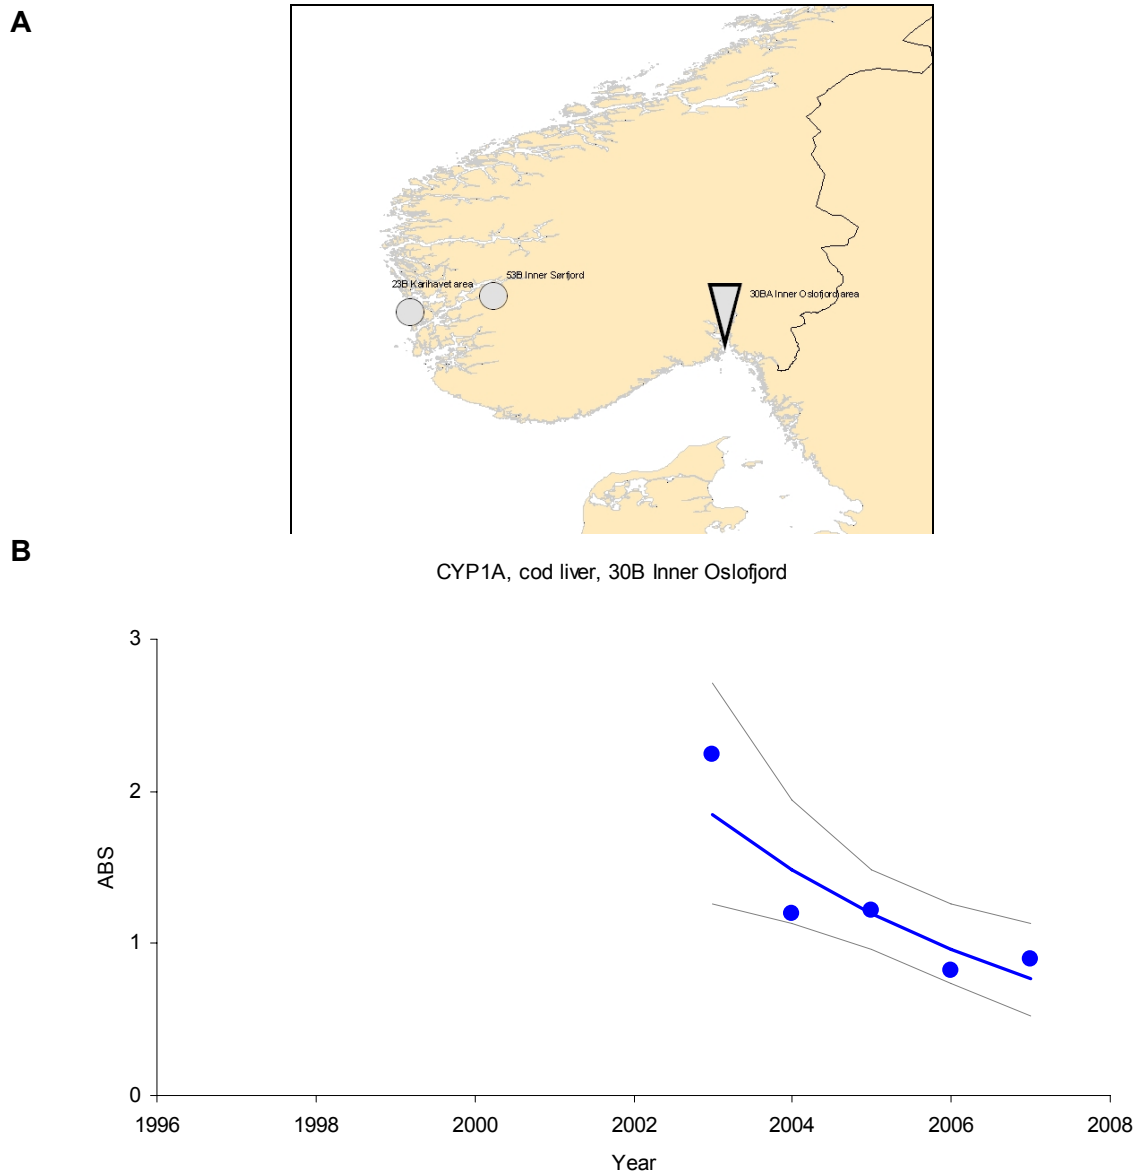 A
53B Inner Sørfjord
23B Karihavet area
30BA Inner Oslofjord area
B
CYP1A, cod liver, 30B Inner Oslofjord
3
2
1
0
ABS
1996 1998 2000 2002 2004 2006 2008
Year